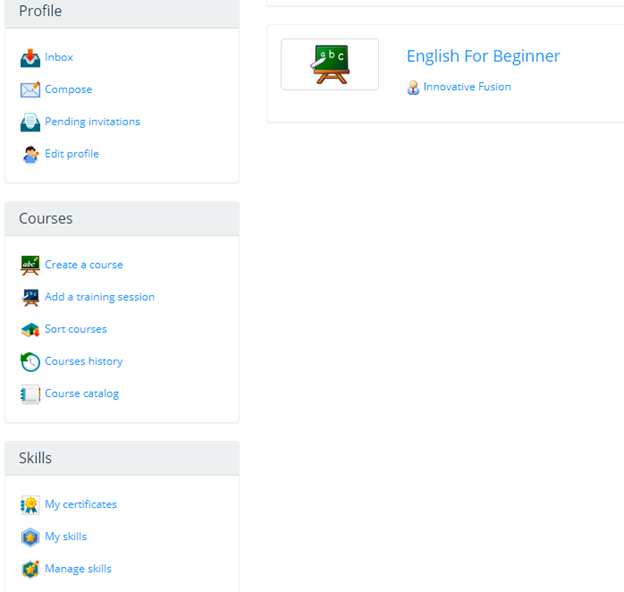 Profile
Inbox
Compose
Pending invitations
Edit profile
Courses
Create a course
Add a training session
Sort courses
Courses history
Course catalog
Skills
My certificates
My skills
Manage skills
abc
English For Beginner
Innovative Fusion